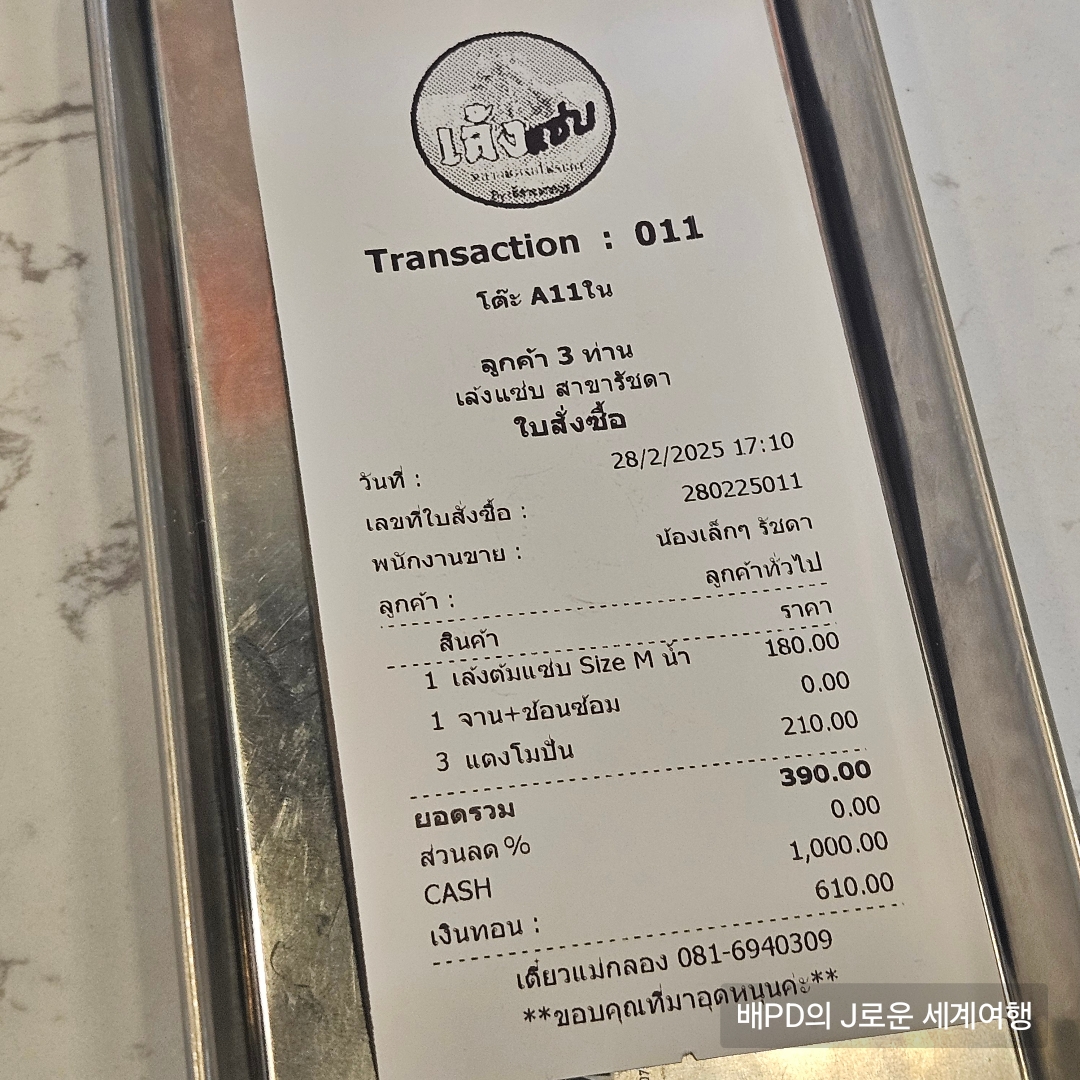 เล้งแซ่บ
Transaction : 011
โต๊ะ A11ใน
ลูกค้า 3 ท่าน
เล้งแซ่บ สาขารัชดา
ใบสั่งซื้อ
วันที่ : 28/2/2025 17:10
เลขที่ใบสั่งซื้อ : 280225011
พนักงานขาย : น้องเล็กๆ รัชดา
ลูกค้า : ลูกค้าทั่วไป
สินค้า ราคา
1 เล้งต้มแซ่บ Size M น้ำ 180.00
1 จาน+ช้อนซ้อม 0.00
3 แตงโมปั่น 210.00
ยอดรวม 390.00
ส่วนลด % 0.00
CASH 1,000.00
เงินทอน : 610.00
เตี๋ยวแม่กลอง 081-6940309
**ขอบคุณที่มาอุดหนุนค่ะ**
배PD의 J로운 세계여행